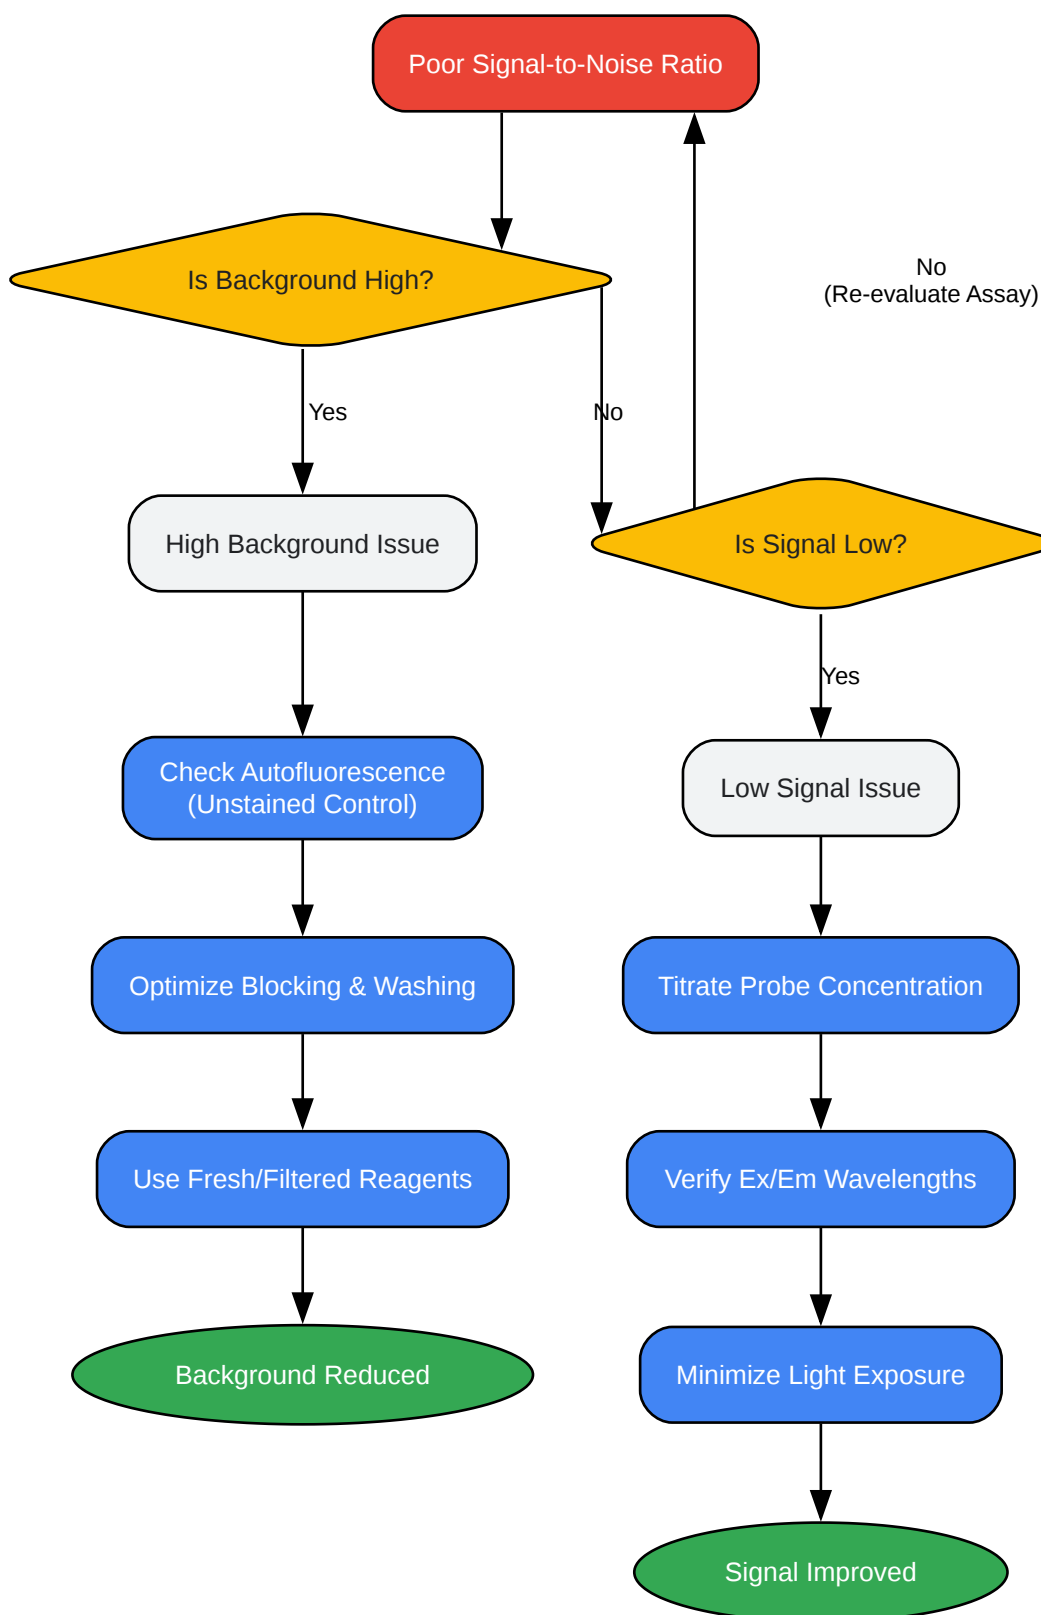 Poor Signal-to-Noise Ratio
Is Background High?
No
(Re-evaluate Assay)
Yes
No
High Background Issue
Is Signal Low?
Yes
Check Autofluorescence
(Unstained Control)
Low Signal Issue
Optimize Blocking & Washing
Titrate Probe Concentration
Use Fresh/Filtered Reagents
Verify Ex/Em Wavelengths
Background Reduced
Minimize Light Exposure
Signal Improved